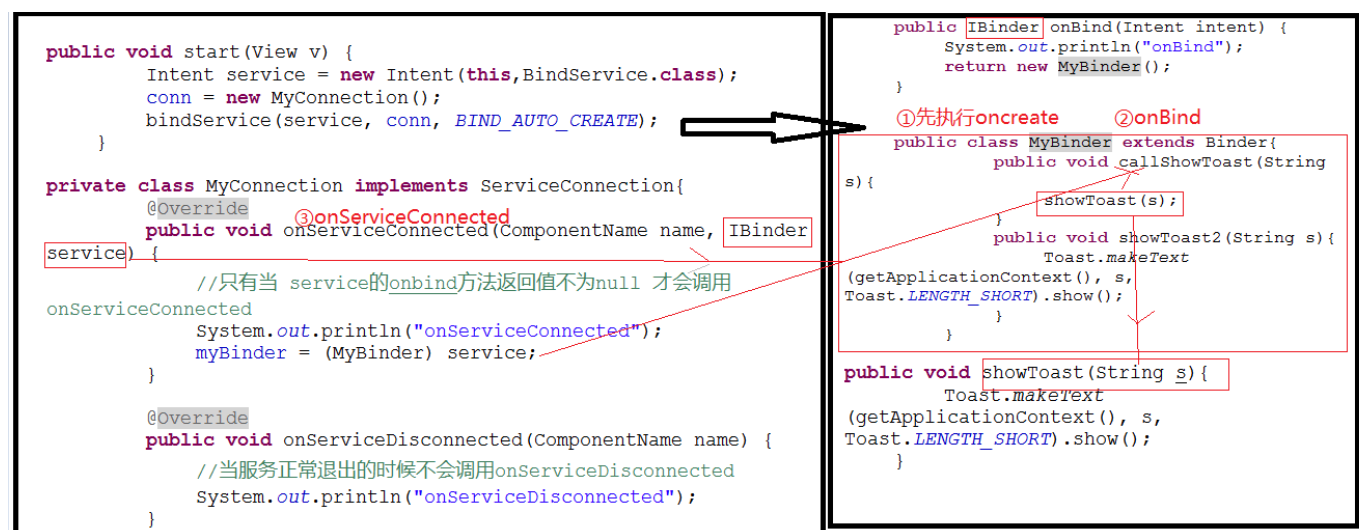 public void start(View v) {
Intent service = new Intent(this,BindService.class);
conn = new MyConnection();
bindService(service, conn, BIND_AUTO_CREATE);
}
private class MyConnection implements ServiceConnection{
@Override
③onServiceConnected
public void onServiceConnected(ComponentName name, IBinder
service) {
//只有当 service的onbind方法返回值不为null 才会调用
onServiceConnected
System.out.println("onServiceConnected");
myBinder = (MyBinder) service;
}
@Override
public void onServiceDisconnected(ComponentName name) {
//当服务正常退出的时候不会调用onServiceDisconnected
System.out.println("onServiceDisconnected");
}
public IBinder onBind(Intent intent) {
System.out.println("onBind");
return new MyBinder();
}
①先执行oncreate ②onBind
public class MyBinder extends Binder{
public void callShowToast(String
s){
showToast(s);
}
public void showToast2(String s){
Toast.makeText
(getApplicationContext(), s,
Toast.LENGTH_SHORT).show();
}
}
public void showToast(String s){
Toast.makeText
(getApplicationContext(), s,
Toast.LENGTH_SHORT).show();
}